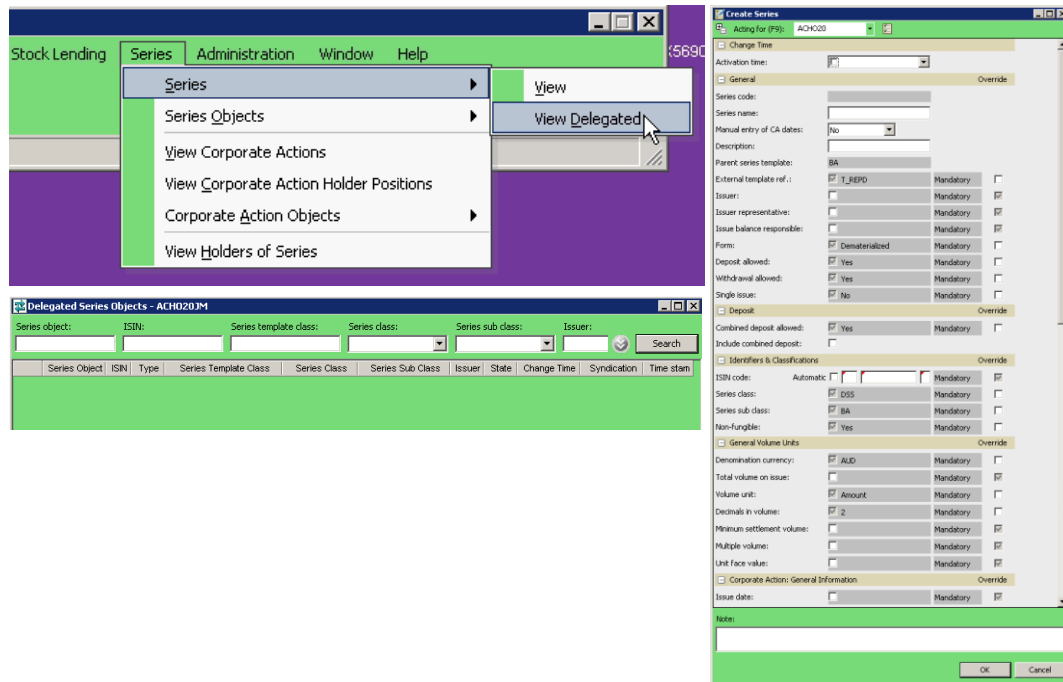 Stock Lending Series Administration Window Help
(5690
Series
View
Series Objects
View Delegated
View Corporate Actions
View Corporate Action Holder Positions
Corporate Action Objects
View Holders of Series
Delegated Series Objects - ACHO20JM
Series object: ISIN: Series template class: Series class: Series sub class: Issuer:
Search
Series Object ISIN Type Series Template Class Series Class Series Sub Class Issuer State Change Time Syndication Time stam
Create Series
Acting for (F9): ACHO20
Change Time
Activation time:
General Override
Series code:
Series name:
Manual entry of CA dates: No
Description:
Parent series template: BA
External template ref.: T_REPD Mandatory
Issuer: Mandatory
Issuer representative: Mandatory
Issue balance responsible: Mandatory
Form: Dematerialized Mandatory
Deposit allowed: Yes Mandatory
Withdrawal allowed: Yes Mandatory
Single issue: No Mandatory
Deposit Override
Combined deposit allowed: Yes Mandatory
Include combined deposit:
Identifiers & Classifications Override
ISIN code: Automatic Mandatory
Series class: DSS Mandatory
Series sub class: BA Mandatory
Non-fungible: Yes Mandatory
General Volume Units Override
Denomination currency: AUD Mandatory
Total volume on issue: Mandatory
Volume unit: Amount Mandatory
Decimals in volume: 2 Mandatory
Minimum settlement volume: Mandatory
Multiple volume: Mandatory
Unit face value: Mandatory
Corporate Action: General Information Override
Issue date: Mandatory
Note:
OK Cancel